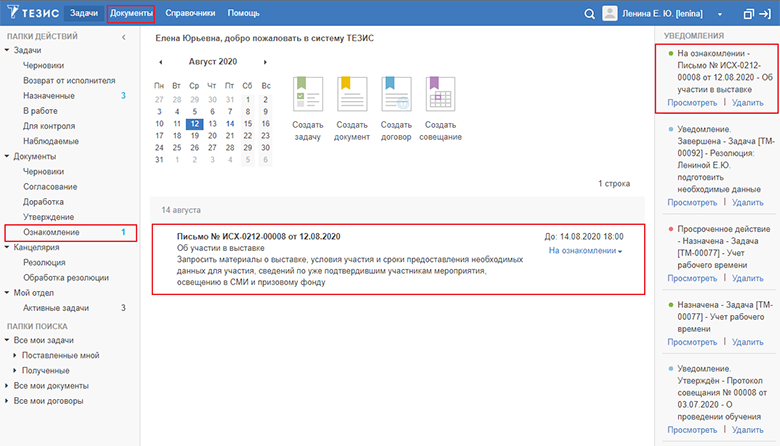 ТЕЗИС Задачи Документы Справочники Помощь Ленина Е. Ю. [lenina]
ПАПКИ ДЕЙСТВИЙ
Задачи
Черновики
Возврат от исполнителя
Назначенные 3
В работе
Для контроля
Наблюдаемые
Документы
Черновики
Согласование
Доработка
Утверждение
Ознакомление 1
Канцелярия
Резолюция
Обработка резолюции
Мой отдел
Активные задачи 3
ПАПКИ ПОИСКА
Все мои задачи
Поставленные мной
Полученные
Все мои документы
Все мои договоры
Елена Юрьевна, добро пожаловать в систему ТЕЗИС
Август 2020
Пн Вт Ср Чт Пт Сб Вс
27 28 29 30 31 1 2
3 4 5 6 7 8 9
10 11 12 13 14 15 16
17 18 19 20 21 22 23
24 25 26 27 28 29 30
31 1 2 3 4 5 6
Создать
задачу
Создать
документ
Создать
договор
Создать
совещание
1 строка
14 августа
Письмо № ИСХ-0212-00008 от 12.08.2020 До: 14.08.2020 18:00
Об участии в выставке На ознакомлении
Запросить материалы о выставке, условия участия и сроки предоставления необходимых
данных для участия, сведений по уже подтвердившим участникам мероприятия,
освещению в СМИ и призовому фонду
УВЕДОМЛЕНИЯ
На ознакомлении -
Письмо № ИСХ-0212-
00008 от 12.08.2020 - Об
участии в выставке
Просмотреть | Удалить
Уведомление.
Завершена - Задача [ТМ-
00092] - Резолюция:
Лениной Е.Ю.
подготовить
необходимые данные
Просмотреть | Удалить
Просроченное действие
- Назначена - Задача
[ТМ-00077] - Учет
рабочего времени
Просмотреть | Удалить
Назначена - Задача [ТМ-
00077] - Учет рабочего
времени
Просмотреть | Удалить
Уведомление.
Утверждён - Протокол
совещания № 00008 от
03.07.2020 - О
проведении обучения